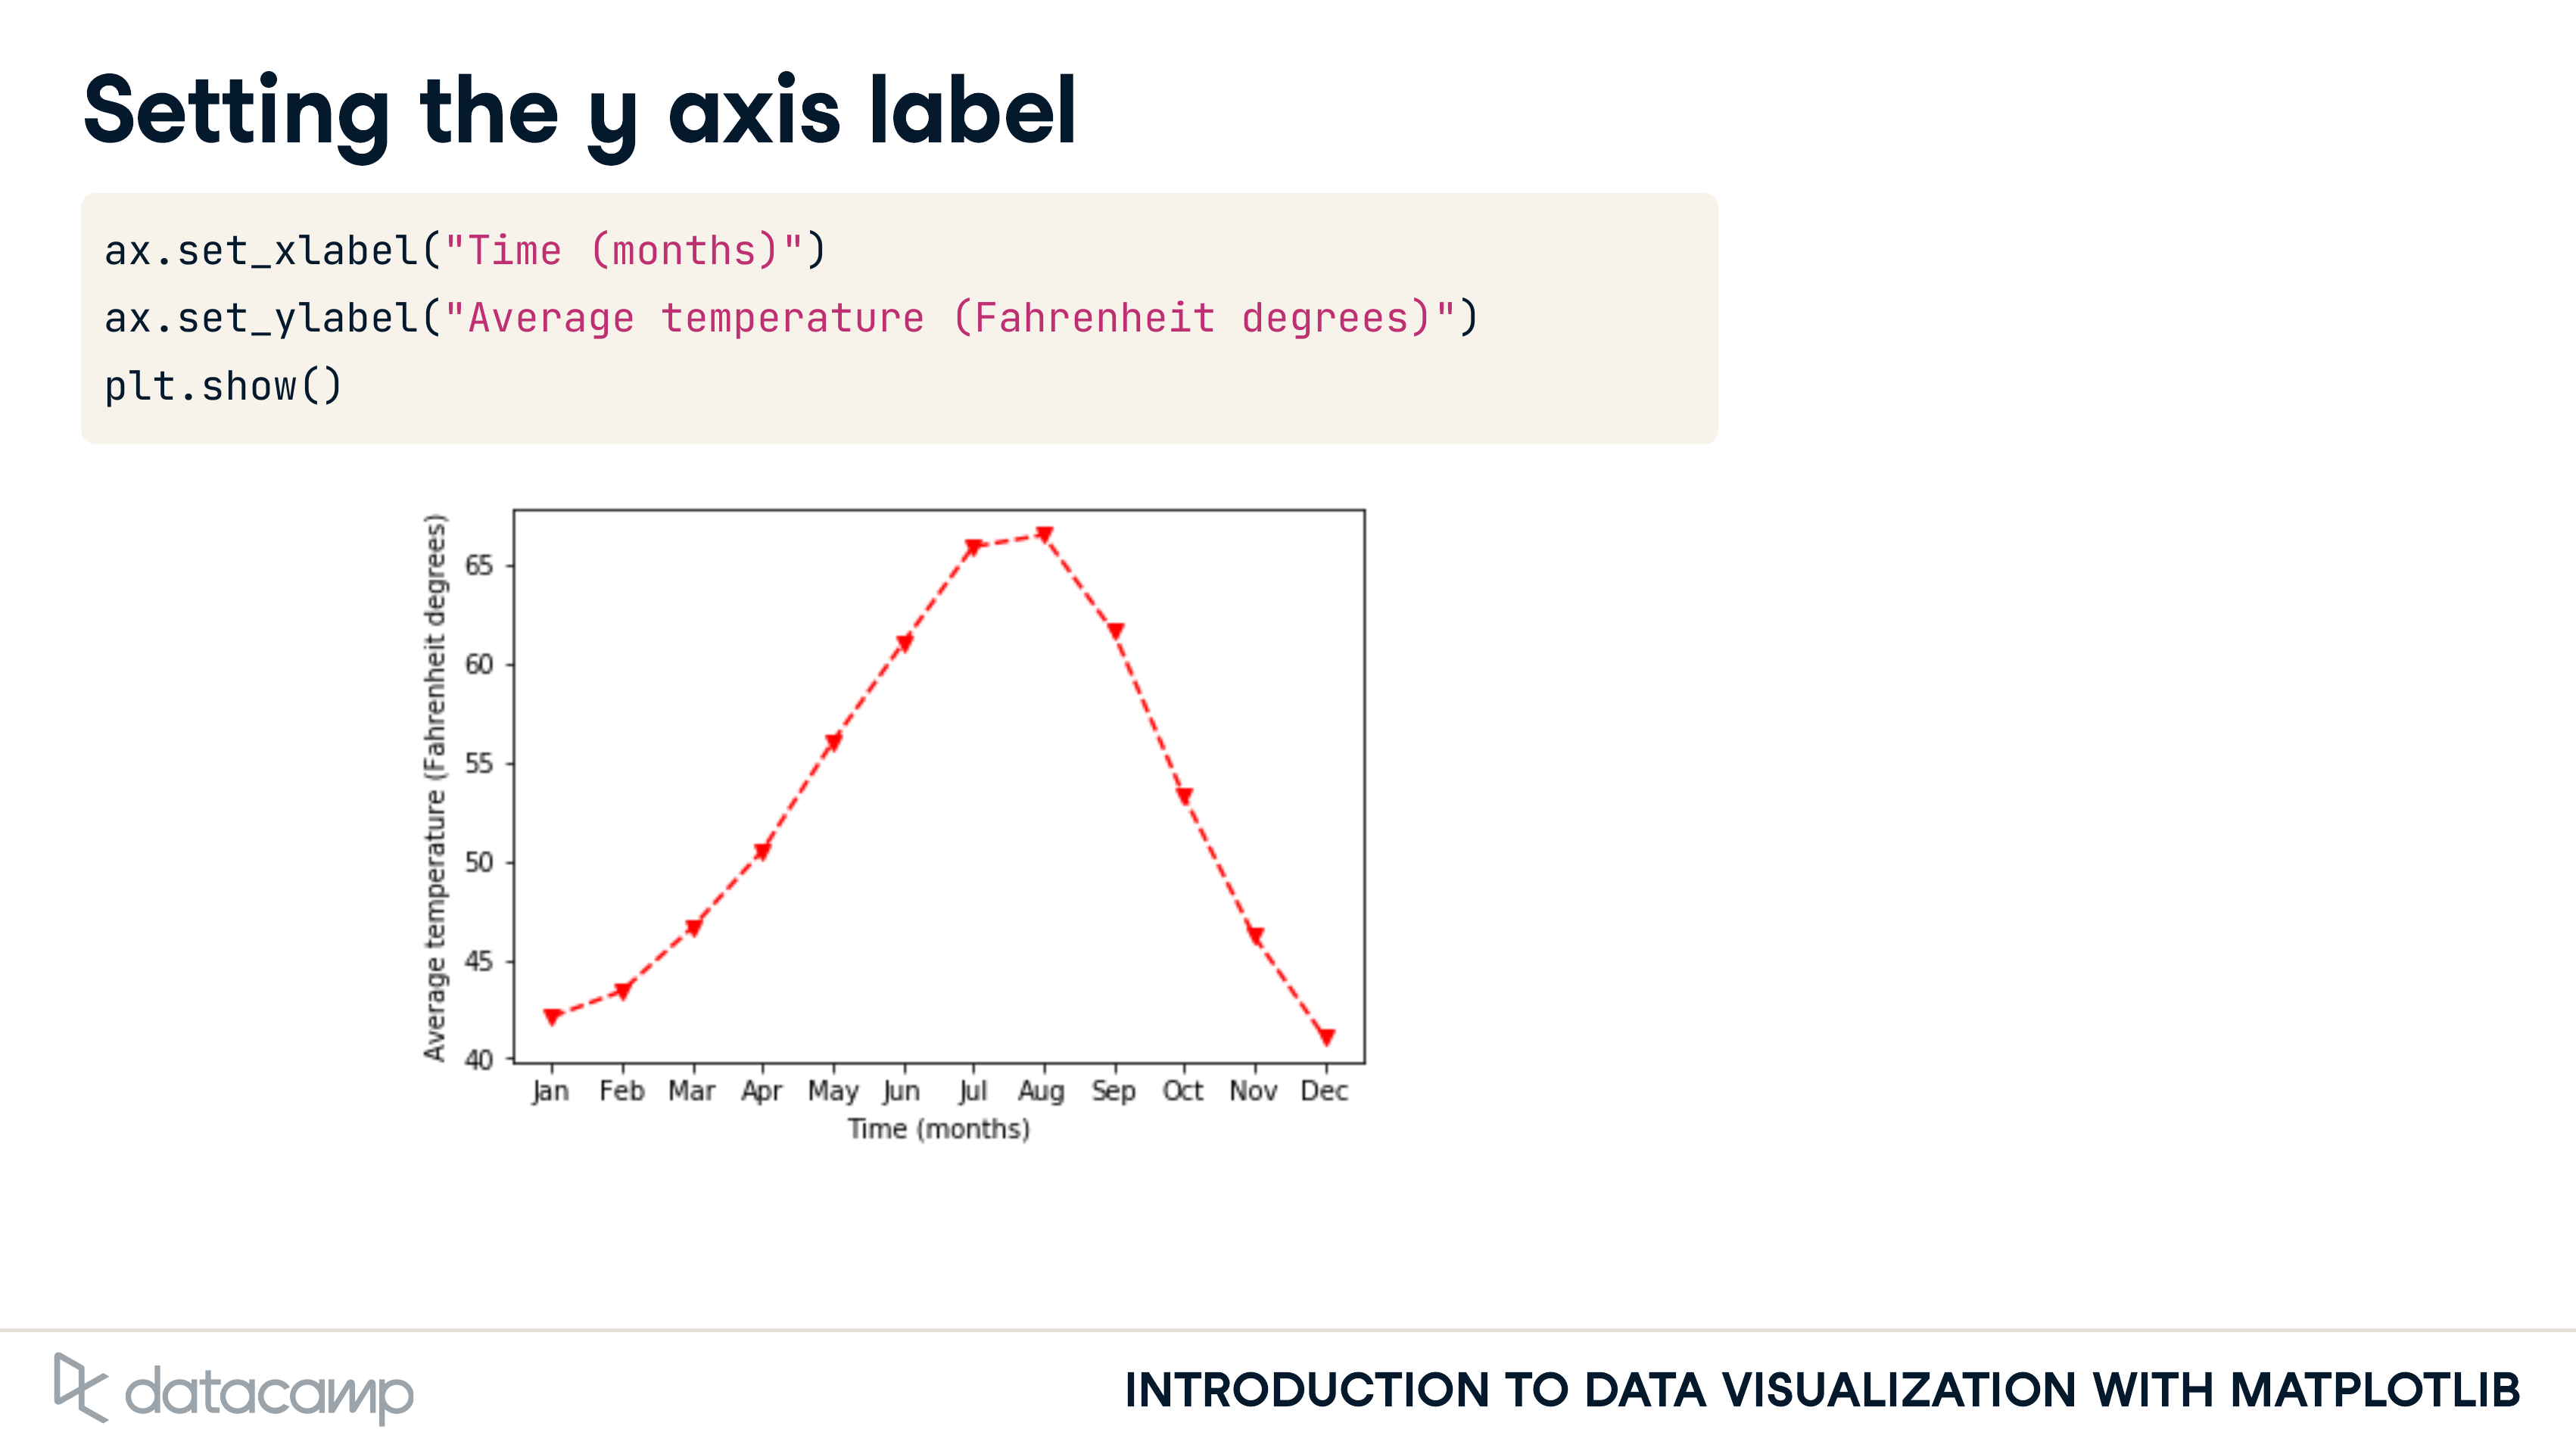 Setting the y axis label
ax.set_xlabel("Time (months)")
ax.set_ylabel("Average temperature (Fahrenheit degrees)")
plt.show()
Average temperature (Fahrenheit degrees)
65
60
55
50
45
40
Jan Feb Mar Apr May Jun Jul Aug Sep Oct Nov Dec
Time (months)
datacamp
INTRODUCTION TO DATA VISUALIZATION WITH MATPLOTLIB